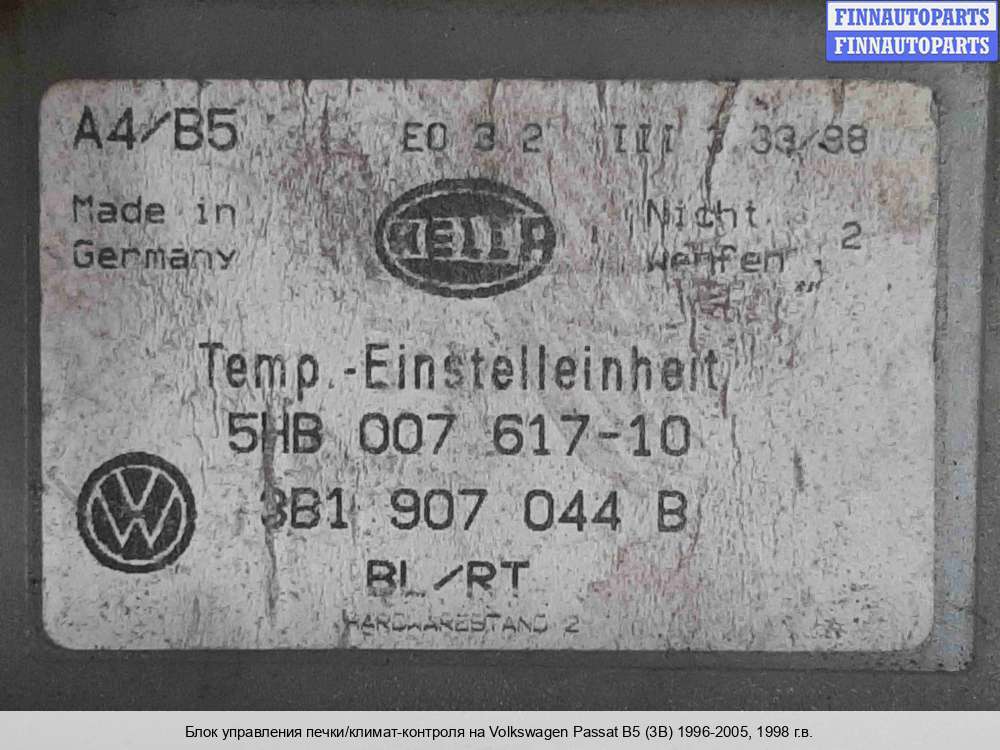 FINNAUTOPARTS
FINNAUTOPARTS
A4/B5 E0 3 2 III 33/98
Made in Germany
HELLA
Nicht werfen 2
Temp.-Einstelleinheit
5HB 007 617-10
3B1 907 044 B
BL/RT
HARDWARESTAND 2
Блок управления печки/климат-контроля на Volkswagen Passat B5 (3B) 1996-2005, 1998 г.в.